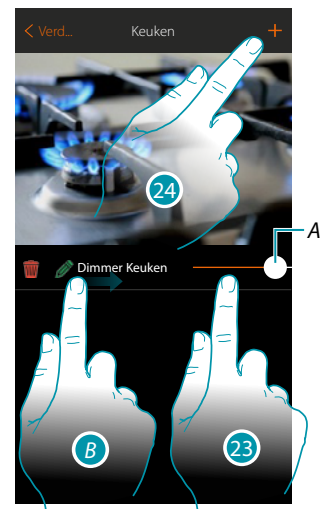 < Verd... Keuken +
24
A
Dimmer Keuken
B 23